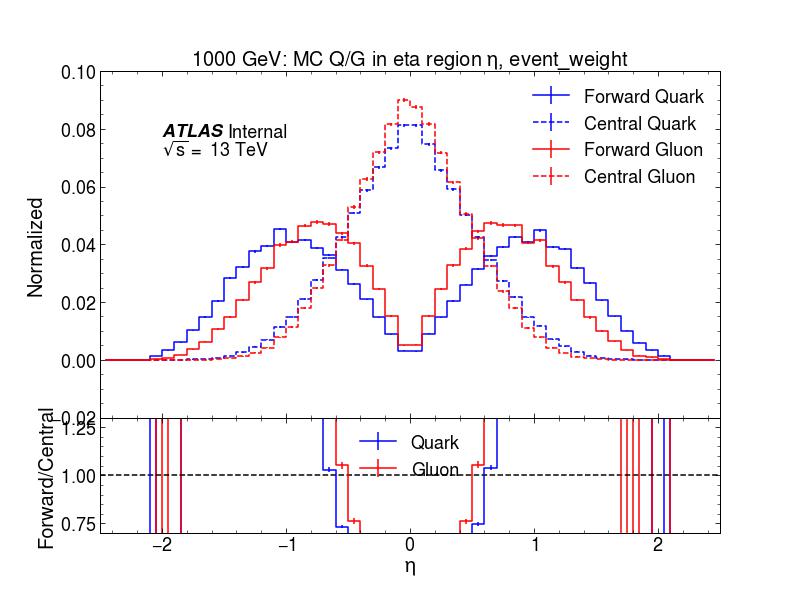 1000 GeV: MC Q/G in eta region η, event_weight
0.10
0.08
0.06
0.04
0.02
0.00
−0.02
Normalized
ATLAS Internal
√s = 13 TeV
Forward Quark
Central Quark
Forward Gluon
Central Gluon
1.25
1.00
0.75
Forward/Central
Quark
Gluon
−2 −1 0 1 2
η